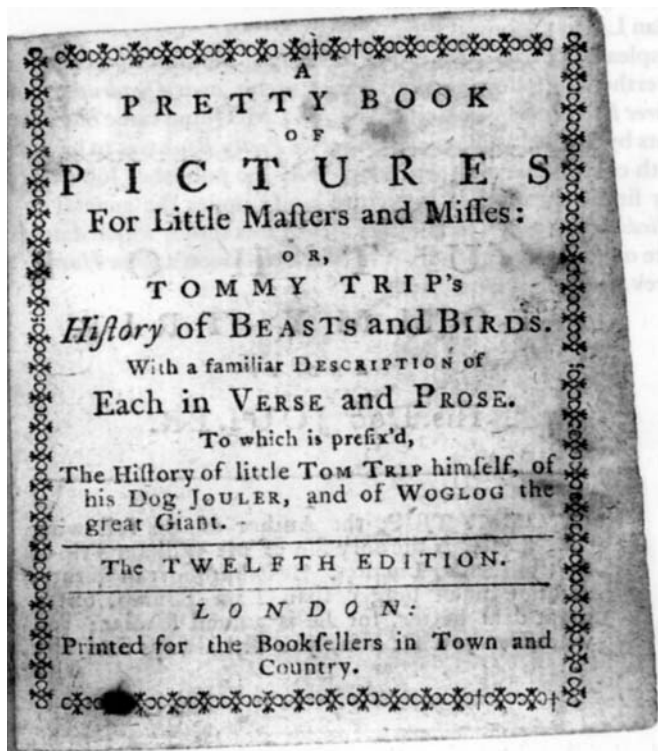 A
PRETTY BOOK
OF
PICTURES
For Little Maſters and Miſſes:
OR,
TOMMY TRIP's
Hiſtory of BEASTS and BIRDS.
With a familiar DESCRIPTION of
Each in VERSE and PROSE.
To which is prefix'd,
The Hiſtory of little TOM TRIP himſelf, of
his Dog JOULER, and of WOGLOG the
great Giant.
The TWELFTH EDITION.
LONDON:
Printed for the Bookſellers in Town and
Country.